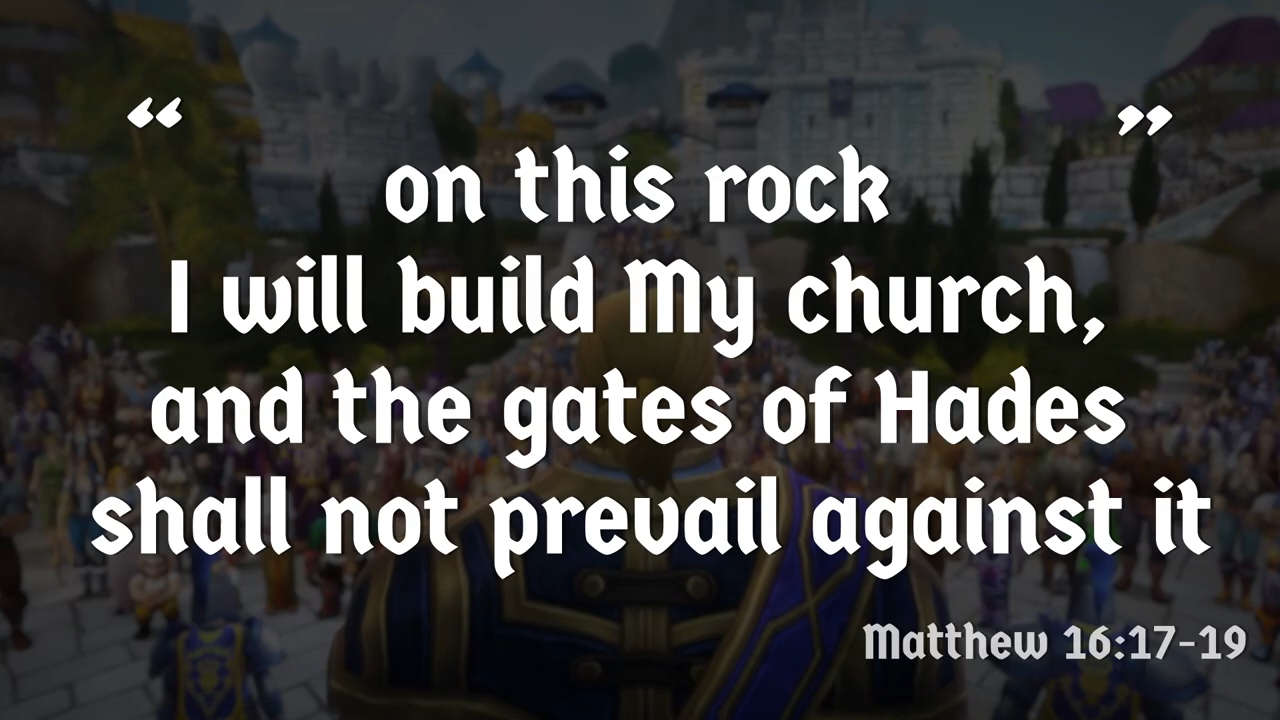 “ ”
on this rock
I will build My church,
and the gates of Hades
shall not prevail against it
Matthew 16:17-19